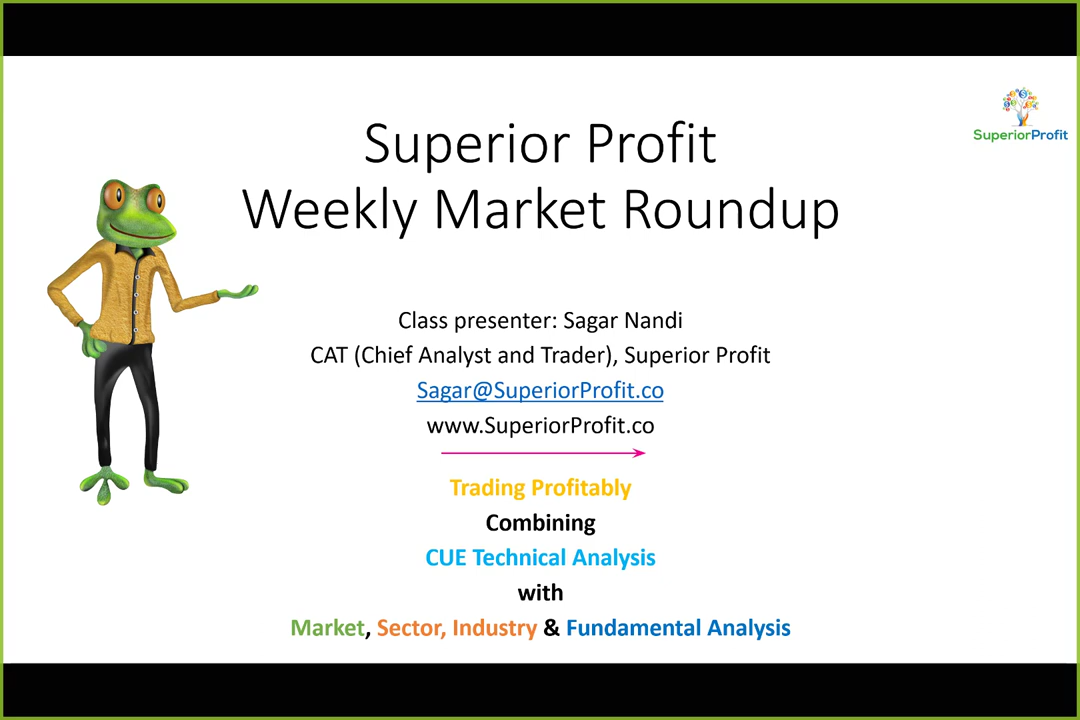 Superior Profit
Weekly Market Roundup
SuperiorProfit
Class presenter: Sagar Nandi
CAT (Chief Analyst and Trader), Superior Profit
Sagar@SuperiorProfit.co
www.SuperiorProfit.co
Trading Profitably
Combining
CUE Technical Analysis
with
Market, Sector, Industry & Fundamental Analysis